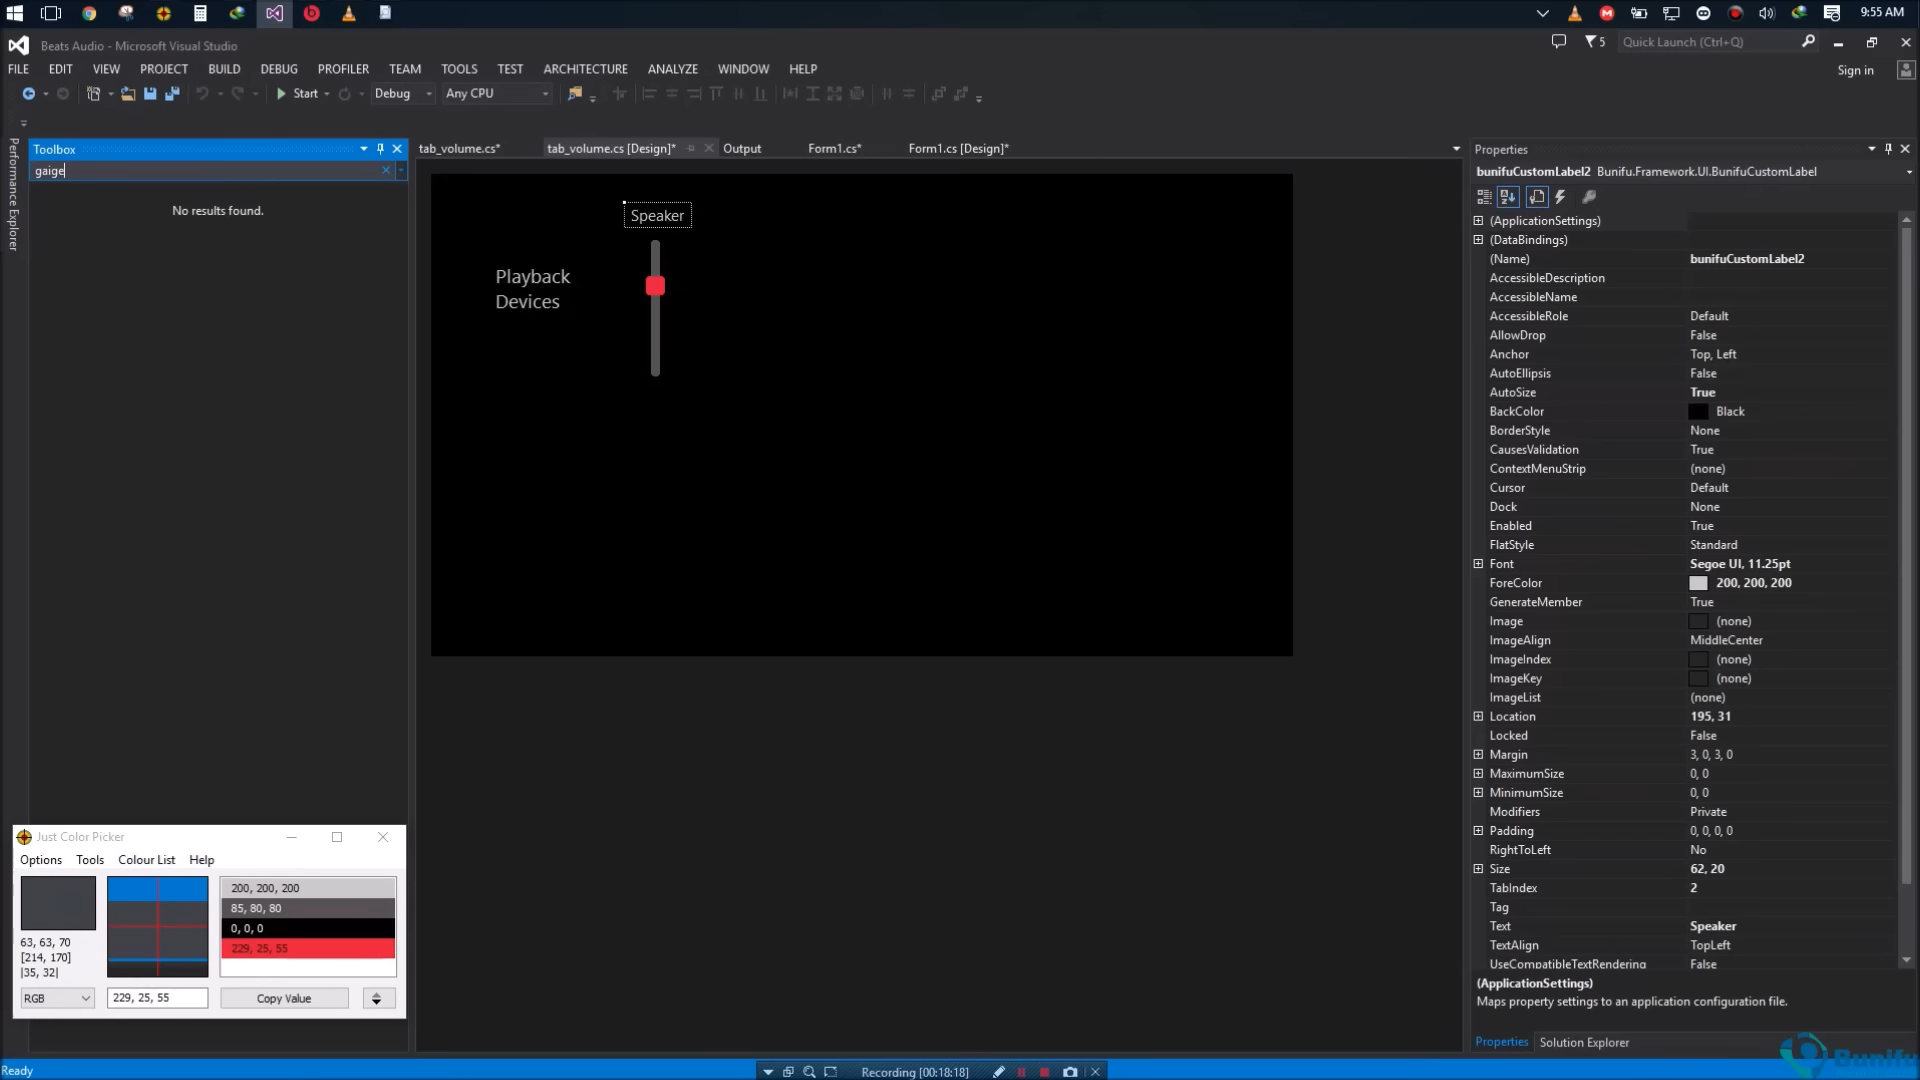 9:55 AM
Beats Audio - Microsoft Visual Studio
5
Quick Launch (Ctrl+Q)
FILE EDIT VIEW PROJECT BUILD DEBUG PROFILER TEAM TOOLS TEST ARCHITECTURE ANALYZE WINDOW HELP
Sign in
Start Debug Any CPU
Performance Explorer
Toolbox
gaige
No results found.
tab_volume.cs* tab_volume.cs [Design]* Output Form1.cs* Form1.cs [Design]*
Speaker
Playback
Devices
Properties
bunifuCustomLabel2 Bunifu.Framework.UI.BunifuCustomLabel
(ApplicationSettings)
(DataBindings)
(Name) bunifuCustomLabel2
AccessibleDescription
AccessibleName
AccessibleRole Default
AllowDrop False
Anchor Top, Left
AutoEllipsis False
AutoSize True
BackColor Black
BorderStyle None
CausesValidation True
ContextMenuStrip (none)
Cursor Default
Dock None
Enabled True
FlatStyle Standard
Font Segoe UI, 11.25pt
ForeColor 200, 200, 200
GenerateMember True
Image (none)
ImageAlign MiddleCenter
ImageIndex (none)
ImageKey (none)
ImageList (none)
Location 195, 31
Locked False
Margin 3, 0, 3, 0
MaximumSize 0, 0
MinimumSize 0, 0
Modifiers Private
Padding 0, 0, 0, 0
RightToLeft No
Size 62, 20
TabIndex 2
Tag
Text Speaker
TextAlign TopLeft
UseCompatibleTextRendering False
(ApplicationSettings)
Maps property settings to an application configuration file.
Properties Solution Explorer
Just Color Picker
Options Tools Colour List Help
200, 200, 200
85, 80, 80
0, 0, 0
229, 25, 55
63, 63, 70
[214, 170]
|35, 32|
RGB 229, 25, 55 Copy Value
Ready
Recording [00:18:18]
Bunifu